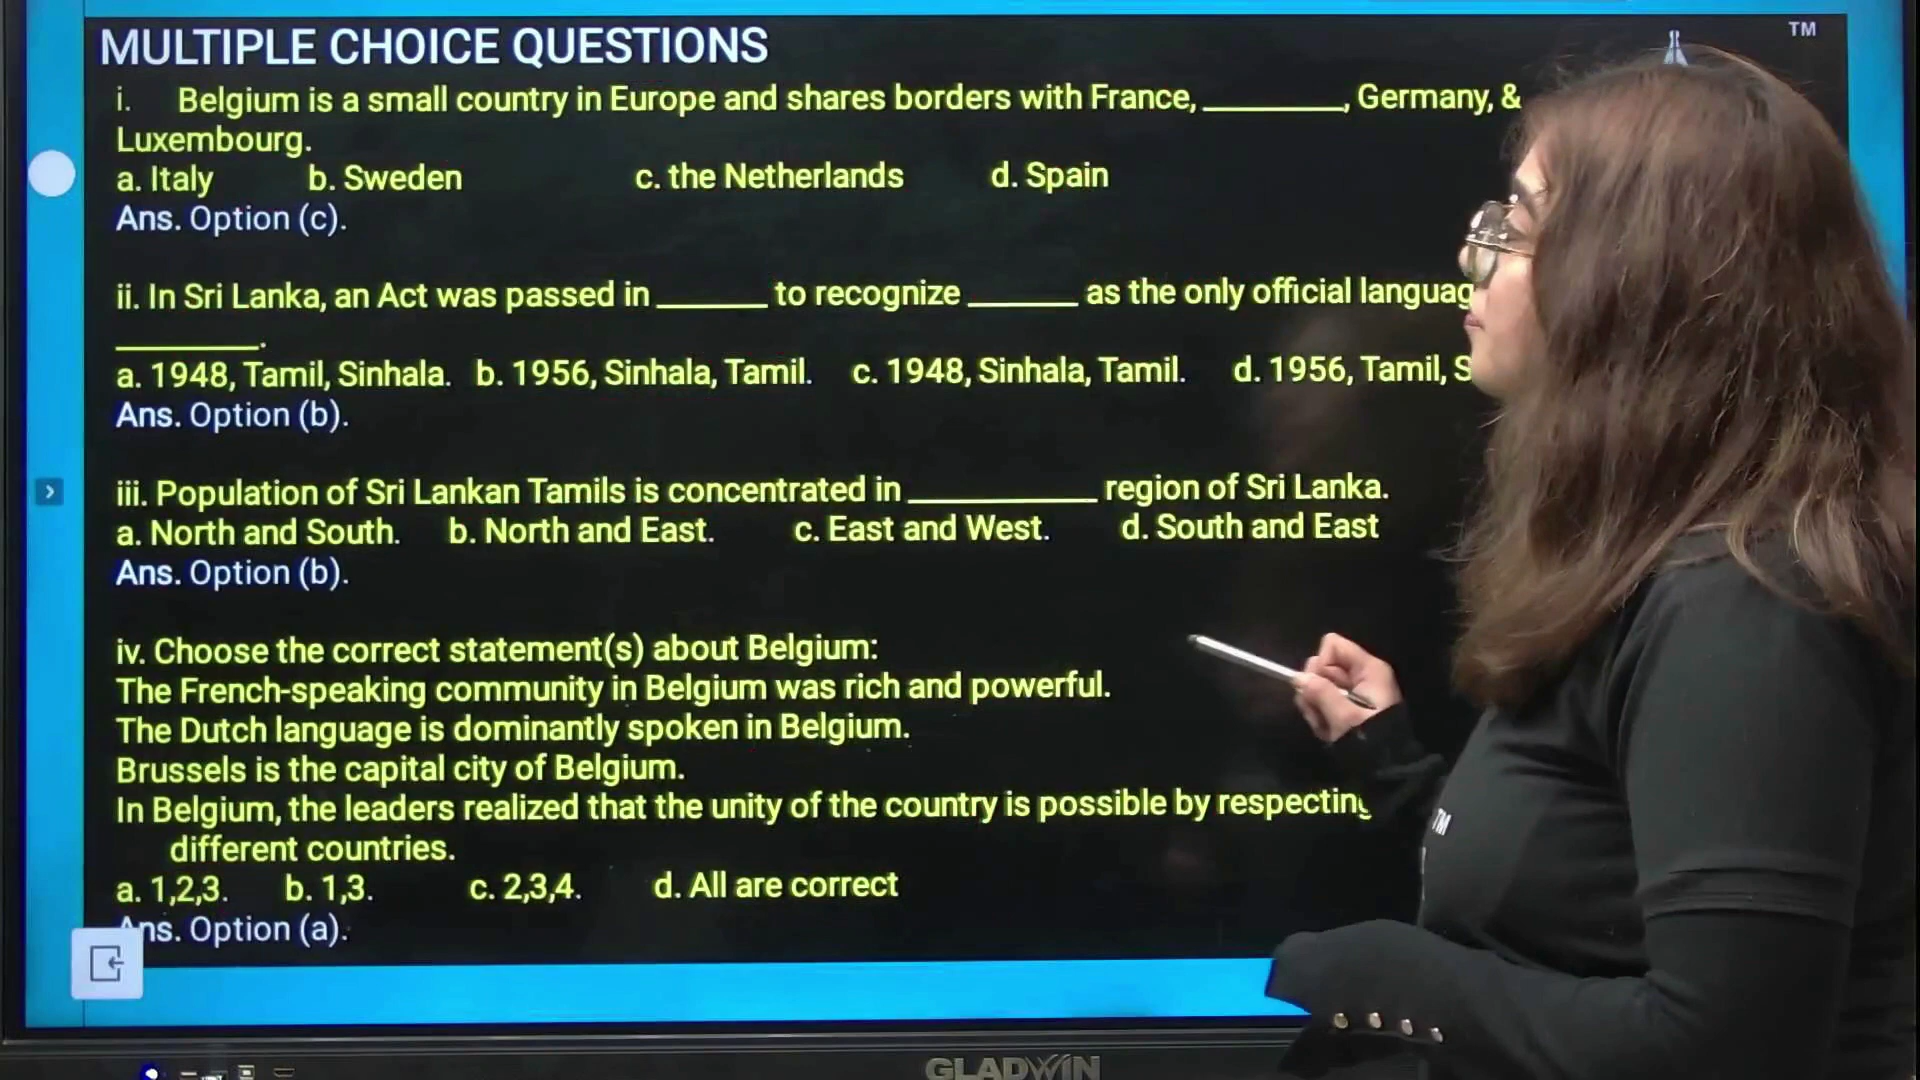 MULTIPLE CHOICE QUESTIONS
TM
i. Belgium is a small country in Europe and shares borders with France, ________, Germany, &
Luxembourg.
a. Italy b. Sweden c. the Netherlands d. Spain
Ans. Option (c).
ii. In Sri Lanka, an Act was passed in ______ to recognize ______ as the only official languag
________.
a. 1948, Tamil, Sinhala. b. 1956, Sinhala, Tamil. c. 1948, Sinhala, Tamil. d. 1956, Tamil, S
Ans. Option (b).
iii. Population of Sri Lankan Tamils is concentrated in __________ region of Sri Lanka.
a. North and South. b. North and East. c. East and West. d. South and East
Ans. Option (b).
iv. Choose the correct statement(s) about Belgium:
The French-speaking community in Belgium was rich and powerful.
The Dutch language is dominantly spoken in Belgium.
Brussels is the capital city of Belgium.
In Belgium, the leaders realized that the unity of the country is possible by respecting
different countries.
a. 1,2,3. b. 1,3. c. 2,3,4. d. All are correct
Ans. Option (a).
TM
GLADWIN